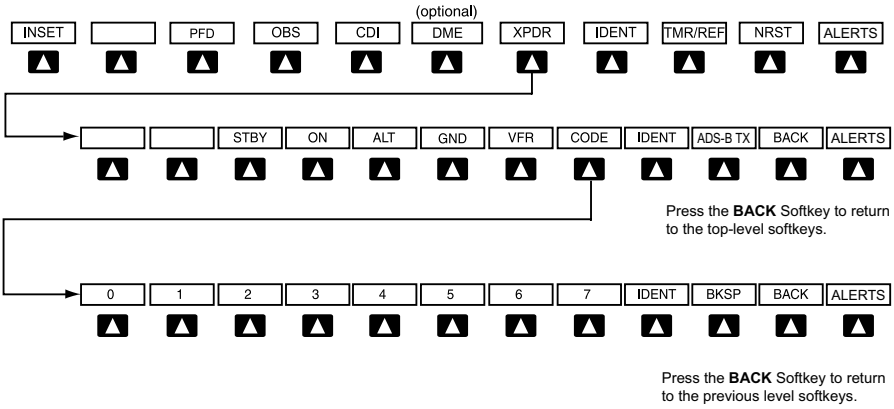 (optional)
INSET PFD OBS CDI DME XPDR IDENT TMR/REF NRST ALERTS
STBY ON ALT GND VFR CODE IDENT ADS-B TX BACK ALERTS
Press the BACK Softkey to return
to the top-level softkeys.
0 1 2 3 4 5 6 7 IDENT BKSP BACK ALERTS
Press the BACK Softkey to return
to the previous level softkeys.